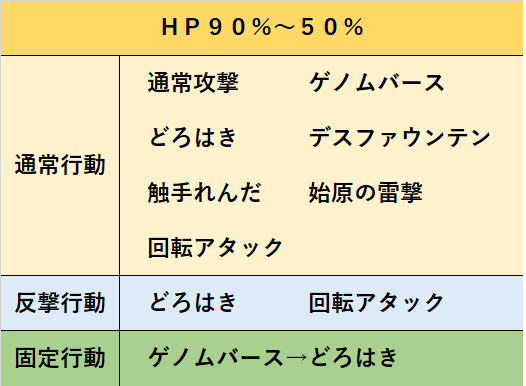 ＨＰ９０％～５０％
通常行動
通常攻撃 ゲノムバース
どろはき デスファウンテン
触手れんだ 始原の雷撃
回転アタック
反撃行動 どろはき 回転アタック
固定行動 ゲノムバース→どろはき